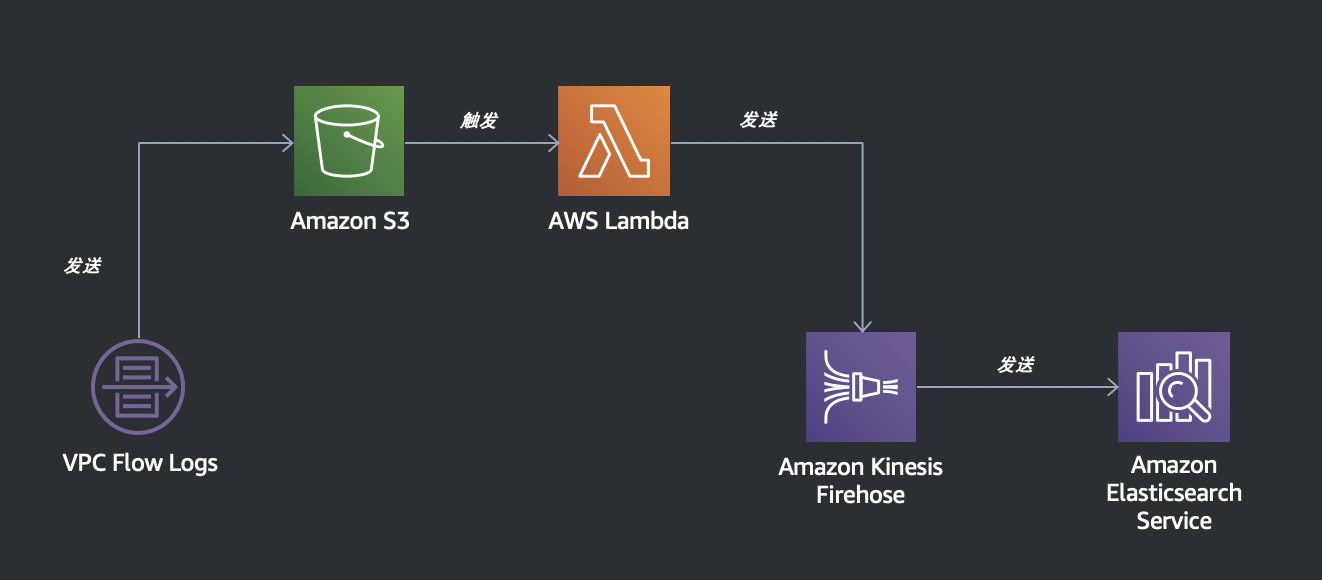 触发
发送
Amazon S3
AWS Lambda
发送
VPC Flow Logs
发送
Amazon Kinesis
Firehose
Amazon
Elasticsearch
Service